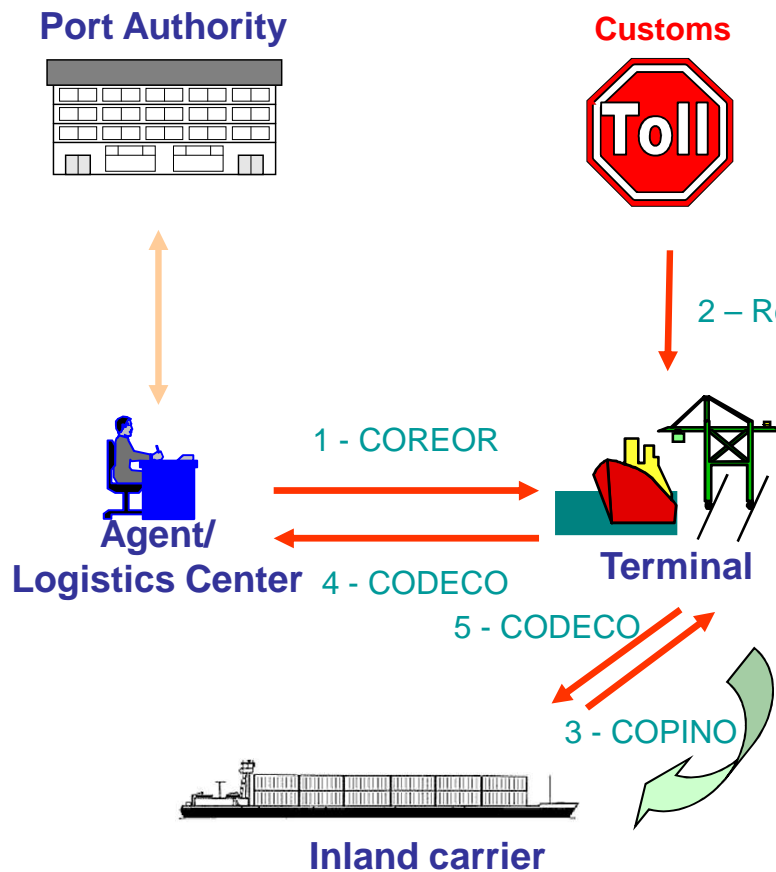 Port Authority
Customs
Toll
2 – R
1 - COREOR
Agent/
Logistics Center
4 - CODECO
Terminal
5 - CODECO
3 - COPINO
Inland carrier